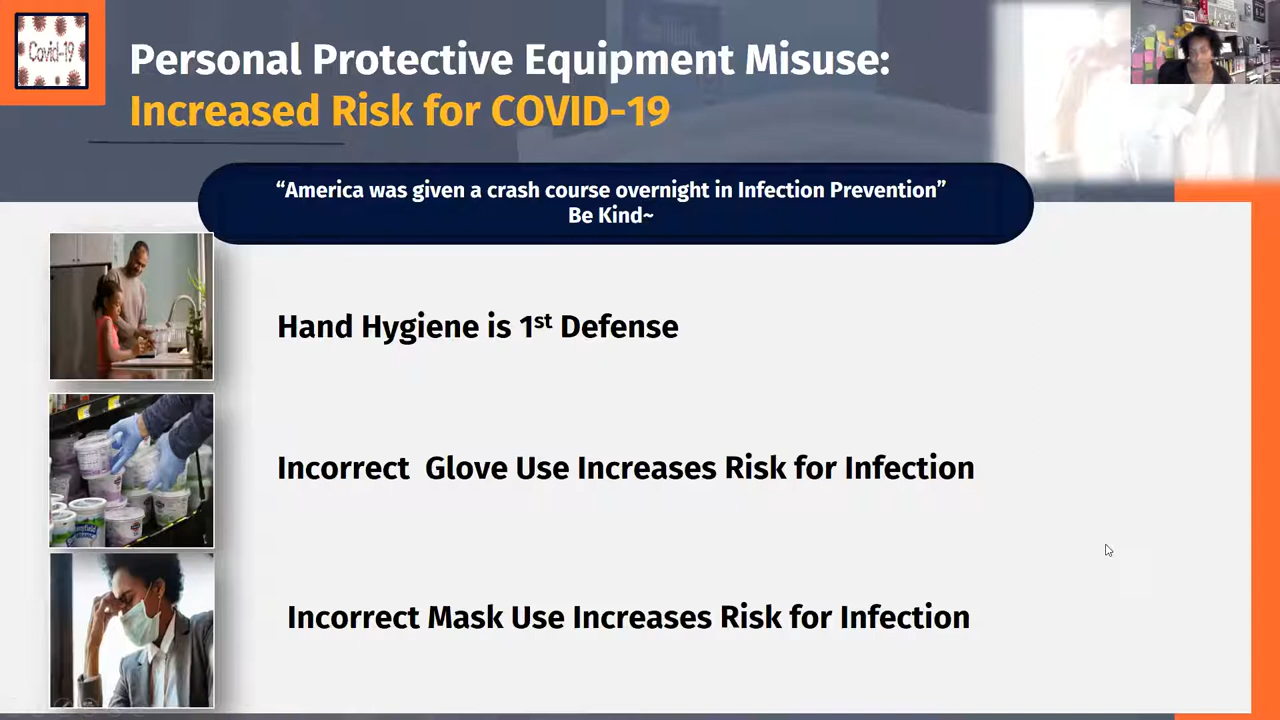 Covid-19
Personal Protective Equipment Misuse:
Increased Risk for COVID-19
“America was given a crash course overnight in Infection Prevention”
Be Kind~
Hand Hygiene is 1st Defense
Incorrect Glove Use Increases Risk for Infection
Incorrect Mask Use Increases Risk for Infection